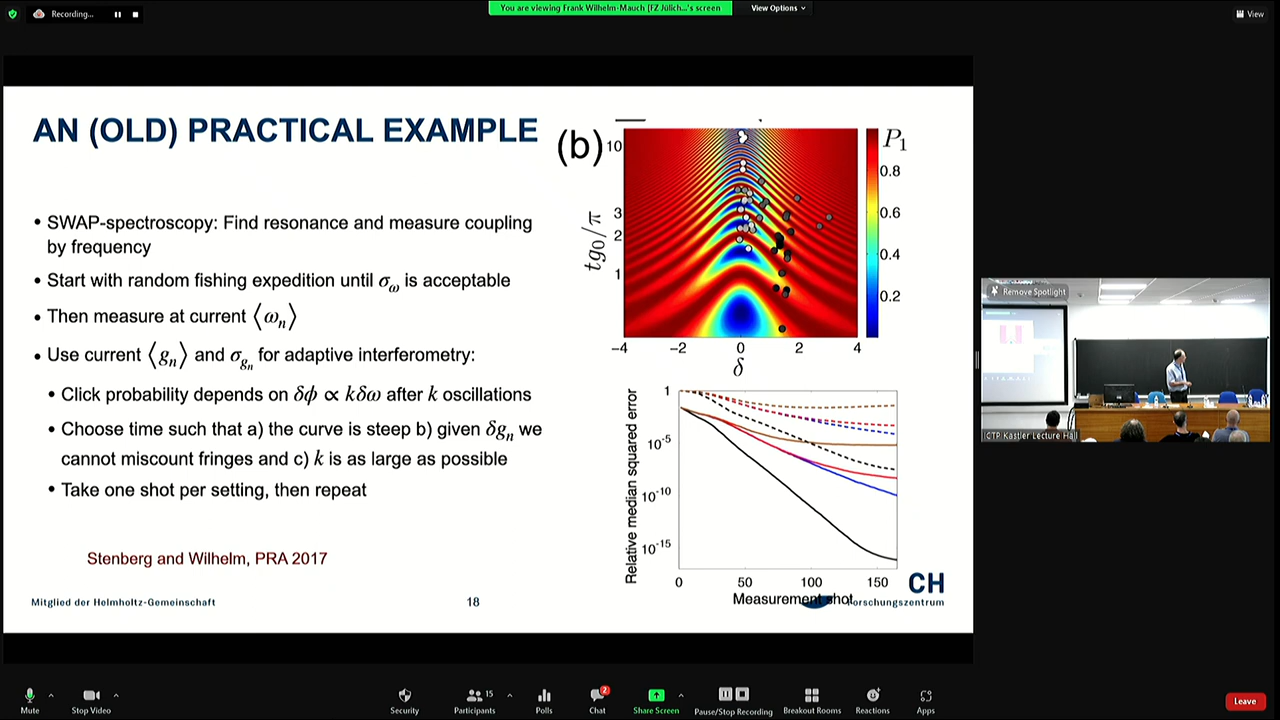 Recording...
You are viewing Frank Wilhelm-Mauch [FZ Jülich...'s screen
View Options
View
AN (OLD) PRACTICAL EXAMPLE
• SWAP-spectroscopy: Find resonance and measure coupling
by frequency
• Start with random fishing expedition until σ_ω is acceptable
• Then measure at current ⟨ω_n⟩
• Use current ⟨g_n⟩ and σ_{g_n} for adaptive interferometry:
• Click probability depends on δϕ ∝ kδω after k oscillations
• Choose time such that a) the curve is steep b) given δg_n we
cannot miscount fringes and c) k is as large as possible
• Take one shot per setting, then repeat
Stenberg and Wilhelm, PRA 2017
Mitglied der Helmholtz-Gemeinschaft
18
(b)
tg₀/π
10
3
2
1
−4
−2
0
2
4
δ
P₁
0.8
0.6
0.4
0.2
Relative median squared error
1
10⁻⁵
10⁻¹⁰
10⁻¹⁵
0
50
100
150
Measurement shot
CH
Forschungszentrum
Remove Spotlight
ICTP Kastler Lecture Hall
Mute
Stop Video
Security
15
Participants
Polls
2
Chat
Share Screen
Pause/Stop Recording
Breakout Rooms
Reactions
Apps
Leave